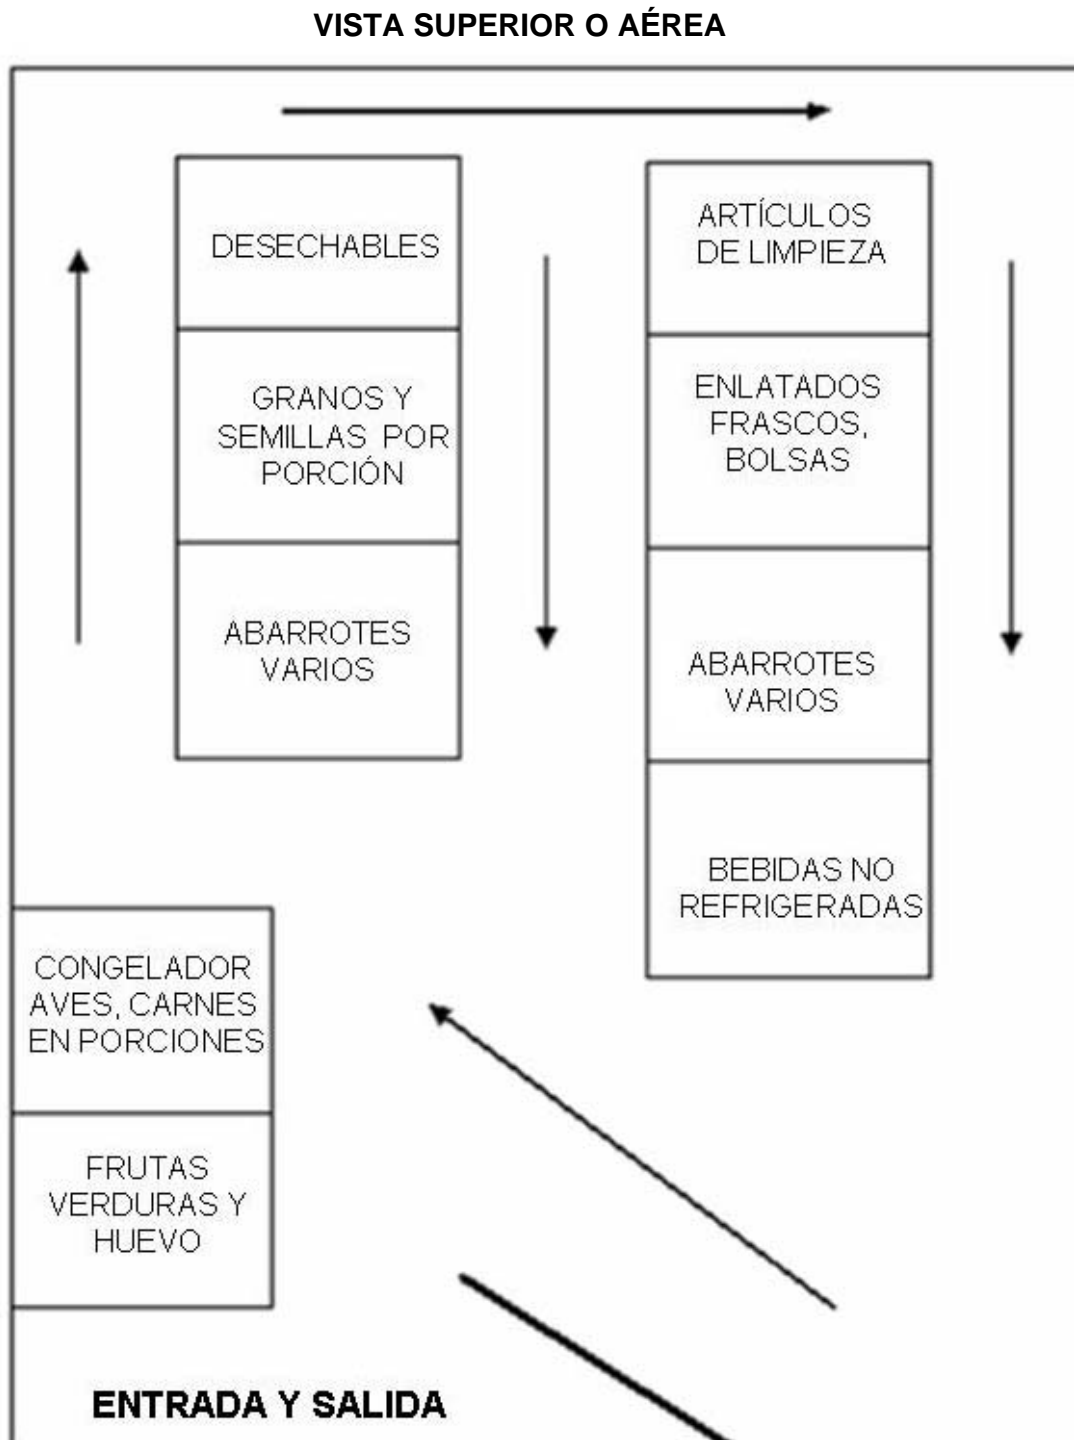 VISTA SUPERIOR O AÉREA
DESECHABLES
GRANOS Y
SEMILLAS POR
PORCIÓN
ABARROTES
VARIOS
ARTÍCULOS
DE LIMPIEZA
ENLATADOS
FRASCOS,
BOLSAS
ABARROTES
VARIOS
BEBIDAS NO
REFRIGERADAS
CONGELADOR
AVES, CARNES
EN PORCIONES
FRUTAS
VERDURAS Y
HUEVO
ENTRADA Y SALIDA